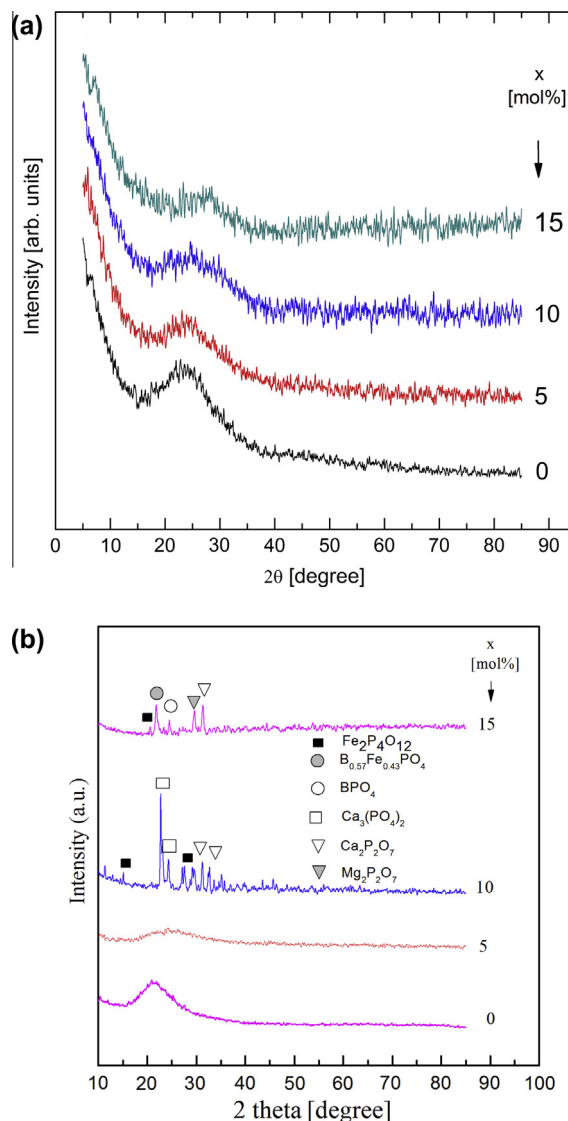 (a)
x
[mol%]
15
10
5
0
Intensity [arb. units]
0 10 20 30 40 50 60 70 80 90
2θ [degree]
(b)
x
[mol%]
15
Fe2P4O12
B0.57Fe0.43PO4
BPO4
Ca3(PO4)2
Ca2P2O7
Mg2P2O7
10
5
0
Intensity (a.u.)
10 20 30 40 50 60 70 80 90 100
2 theta [degree]